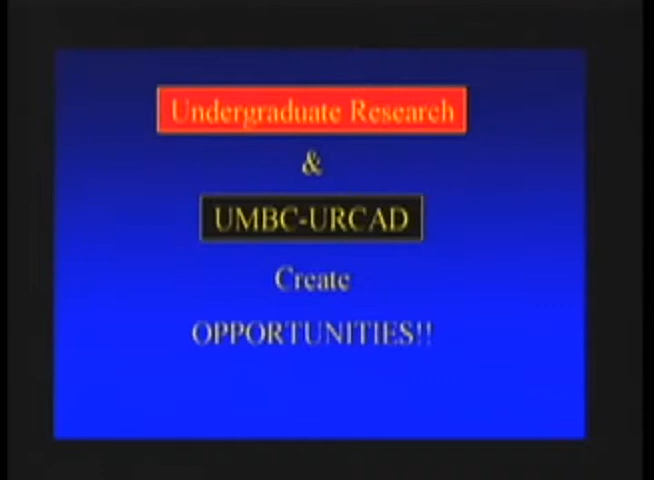 Undergraduate Research
&
UMBC-URCAD
Create
OPPORTUNITIES!!